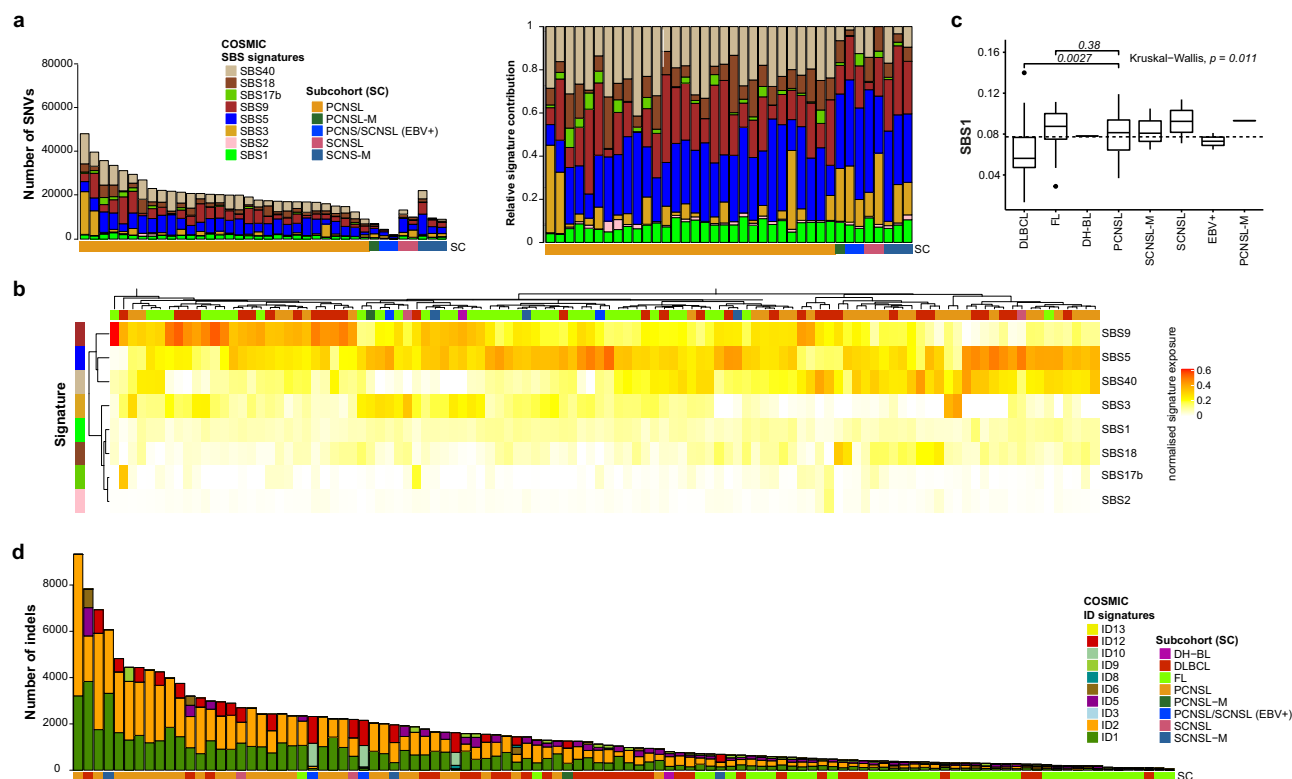 a
Number of SNVs
80000
60000
40000
20000
0
COSMIC
SBS signatures
SBS40
SBS18
SBS17b
SBS9
SBS5
SBS3
SBS2
SBS1
Subcohort (SC)
PCNSL
PCNSL-M
PCNS/SCNSL (EBV+)
SCNSL
SCNS-M
SC
Relative signature contribution
1
0.8
0.6
0.4
0.2
0
SC
c
SBS1
0.16
0.12
0.08
0.04
0.38
0.0027
Kruskal−Wallis, p = 0.011
DLBCL
FL
DH-BL
PCNSL
SCNSL-M
SCNSL
EBV+
PCNSL-M
b
Signature
SBS9
SBS5
SBS40
SBS3
SBS1
SBS18
SBS17b
SBS2
normalised signature exposure
0.6
0.4
0.2
0
d
Number of indels
8000
6000
4000
2000
0
COSMIC
ID signatures
ID13
ID12
ID10
ID9
ID8
ID6
ID5
ID3
ID2
ID1
Subcohort (SC)
DH−BL
DLBCL
FL
PCNSL
PCNSL−M
PCNSL/SCNSL (EBV+)
SCNSL
SCNSL−M
SC